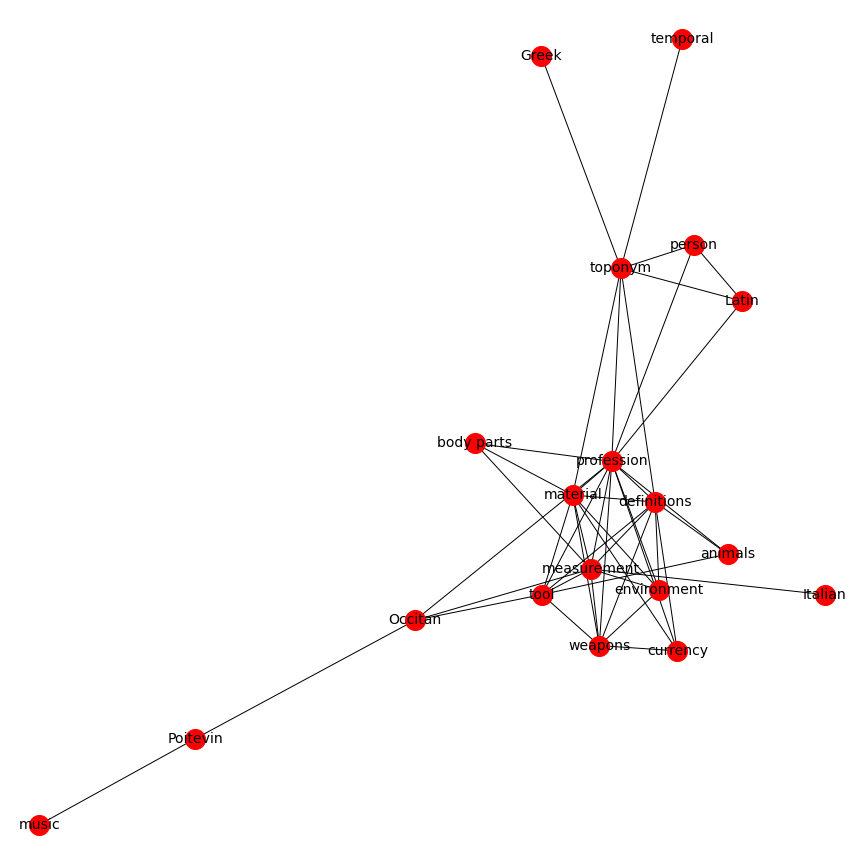 temporal
Greek
person
toponym
Latin
body parts
profession
material
definitions
animals
measurement
environment
tool
Italian
Occitan
weapons
currency
Poitevin
music